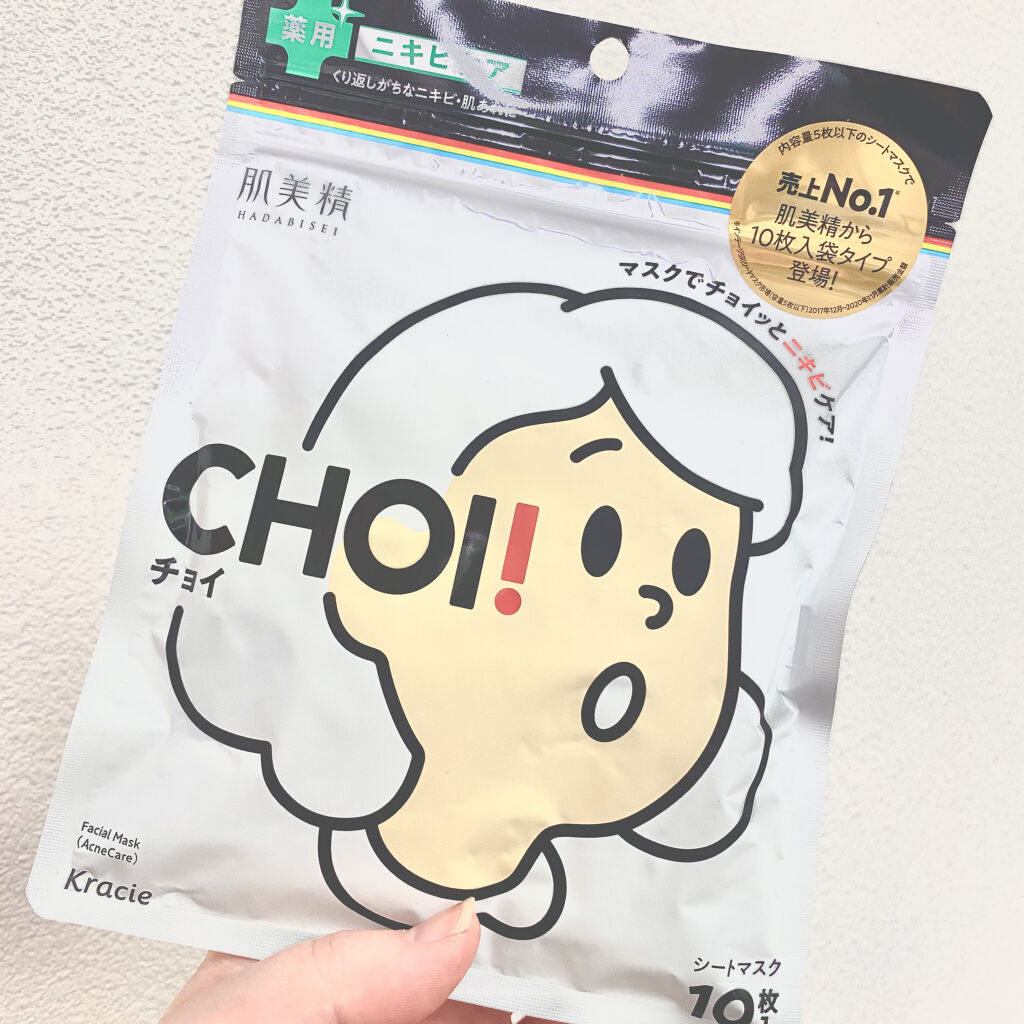 薬用
ニキビケア
くり返しがちなニキビ・肌あれに
内容量5枚以下のシートマスクで
売上No.1※
肌美精から
10枚入袋タイプ
登場!
肌美精
HADABISEI
マスクでチョイッとニキビケア!
CHOI!
チョイ
Facial Mask
(AcneCare)
Kracie
シートマスク
10枚